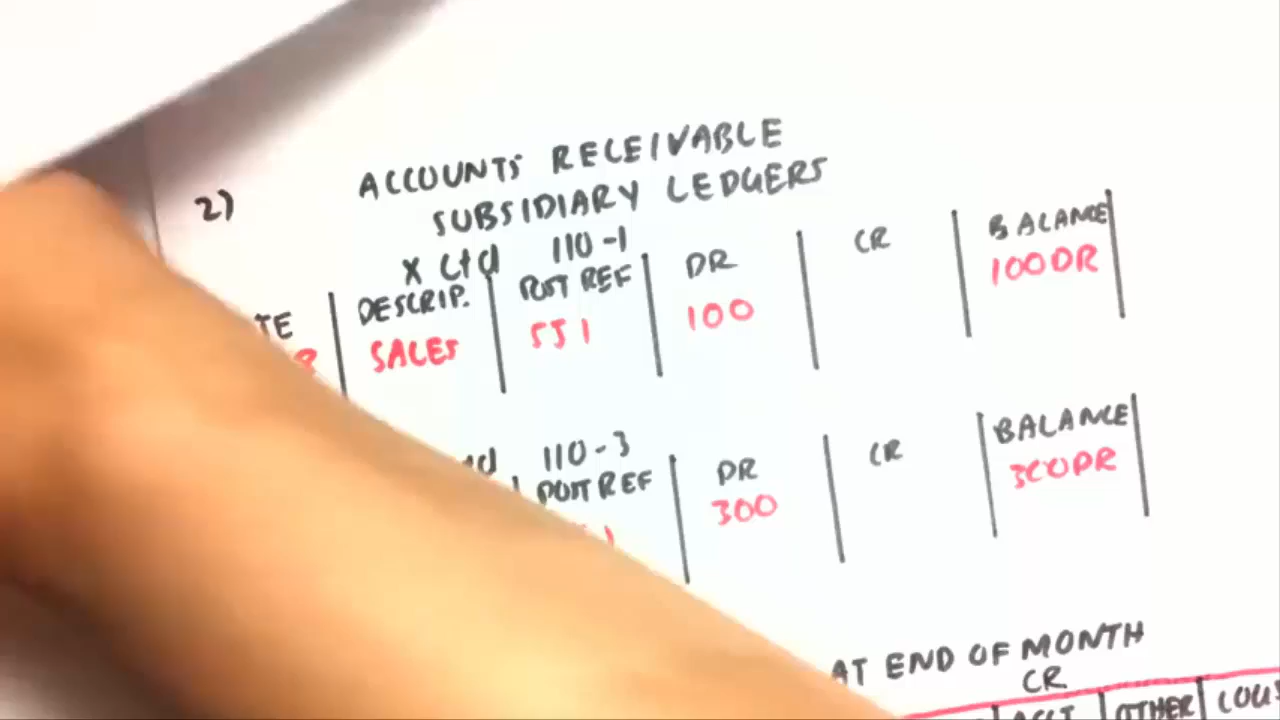 2) ACCOUNTS RECEIVABLE
SUBSIDIARY LEDGERS
X Ltd 110-1
DESCRIP. POST REF DR CR BALANCE
SALES SJ1 100 100DR
110-3
POST REF DR CR BALANCE
300 300DR
AT END OF MONTH
CR
OTHER